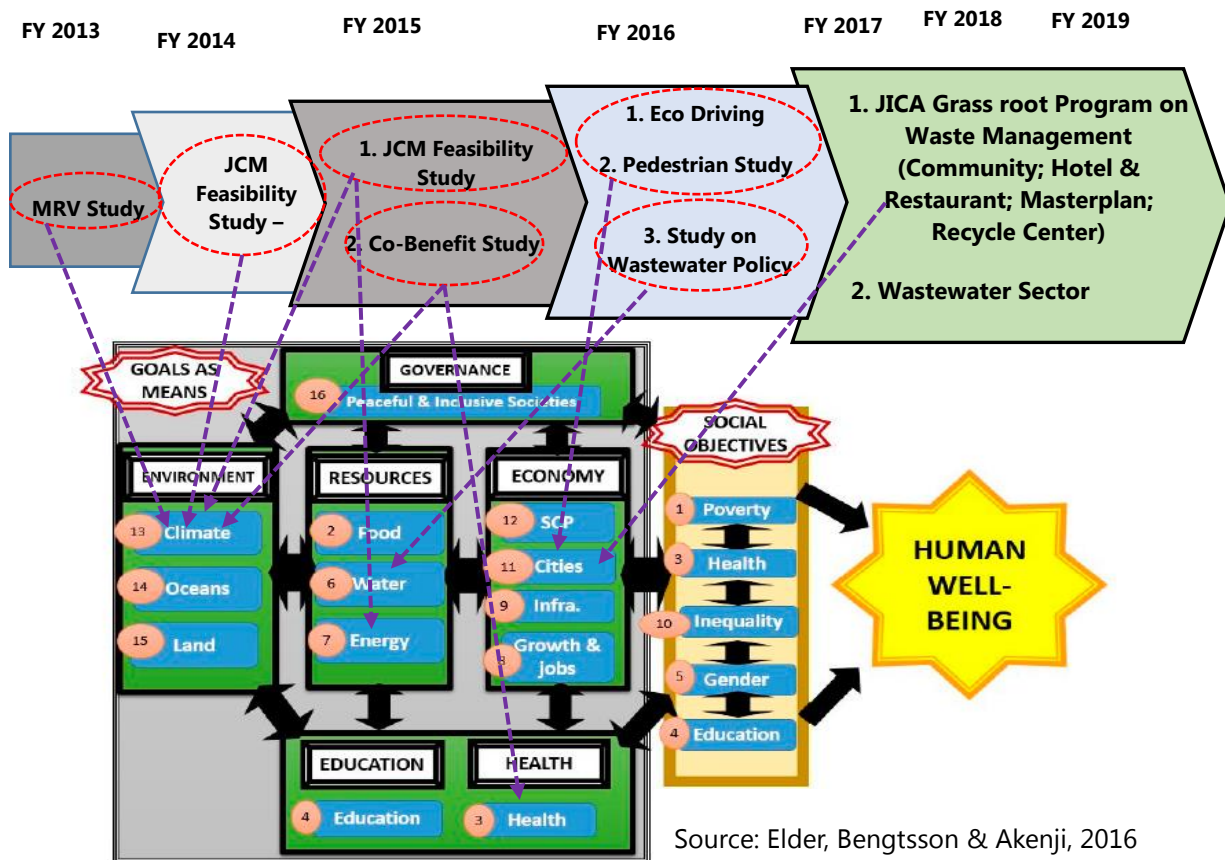 FY 2013
FY 2014
FY 2015
FY 2016
FY 2017
FY 2018
FY 2019
MRV Study
JCM
Feasibility
Study –
1. JCM Feasibility
Study
2. Co-Benefit Study
1. Eco Driving
2. Pedestrian Study
3. Study on
Wastewater Policy
1. JICA Grass root Program on
Waste Management
(Community; Hotel &
Restaurant; Masterplan;
Recycle Center)
2. Wastewater Sector
GOALS AS
MEANS
GOVERNANCE
16
Peaceful & Inclusive Societies
SOCIAL
OBJECTIVES
ENVIRONMENT
13
Climate
14
Oceans
15
Land
RESOURCES
2
Food
6
Water
7
Energy
ECONOMY
12
SCP
11
Cities
9
Infra.
8
Growth &
jobs
1
Poverty
3
Health
10
Inequality
5
Gender
4
Education
HUMAN
WELL-
BEING
EDUCATION
4
Education
HEALTH
3
Health
Source: Elder, Bengtsson & Akenji, 2016